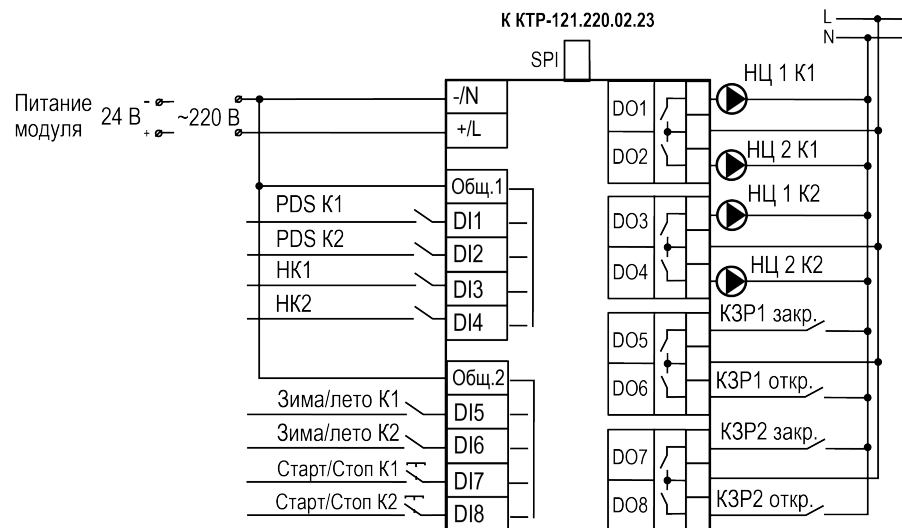 К КТР-121.220.02.23
L
N
SPI
Питание
модуля
-
+
24 В
~220 В
-/N
+/L
Общ.1
PDS К1
DI1
PDS К2
DI2
НК1
DI3
НК2
DI4
Общ.2
Зима/лето К1
DI5
Зима/лето К2
DI6
Старт/Стоп К1
DI7
Старт/Стоп К2
DI8
DO1
НЦ 1 К1
DO2
НЦ 2 К1
DO3
НЦ 1 К2
DO4
НЦ 2 К2
DO5
КЗР1 закр.
DO6
КЗР1 откр.
DO7
КЗР2 закр.
DO8
КЗР2 откр.